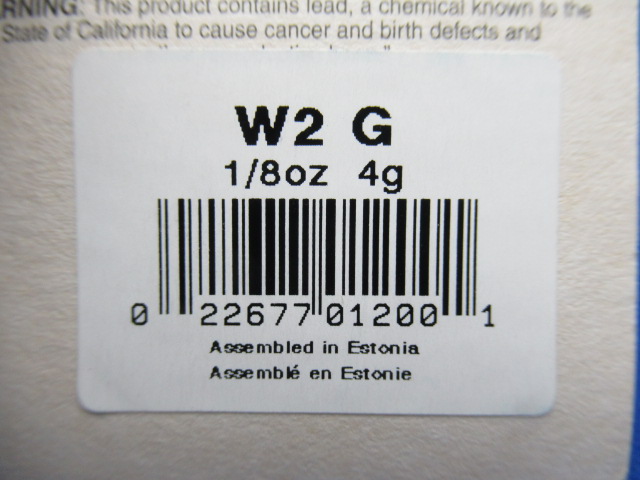 RNING: This product contains lead, a chemical known to the
State of California to cause cancer and birth defects and
W2 G
1/8oz 4g
0 22677 01200 1
Assembled in Estonia
Assemblé en Estonie